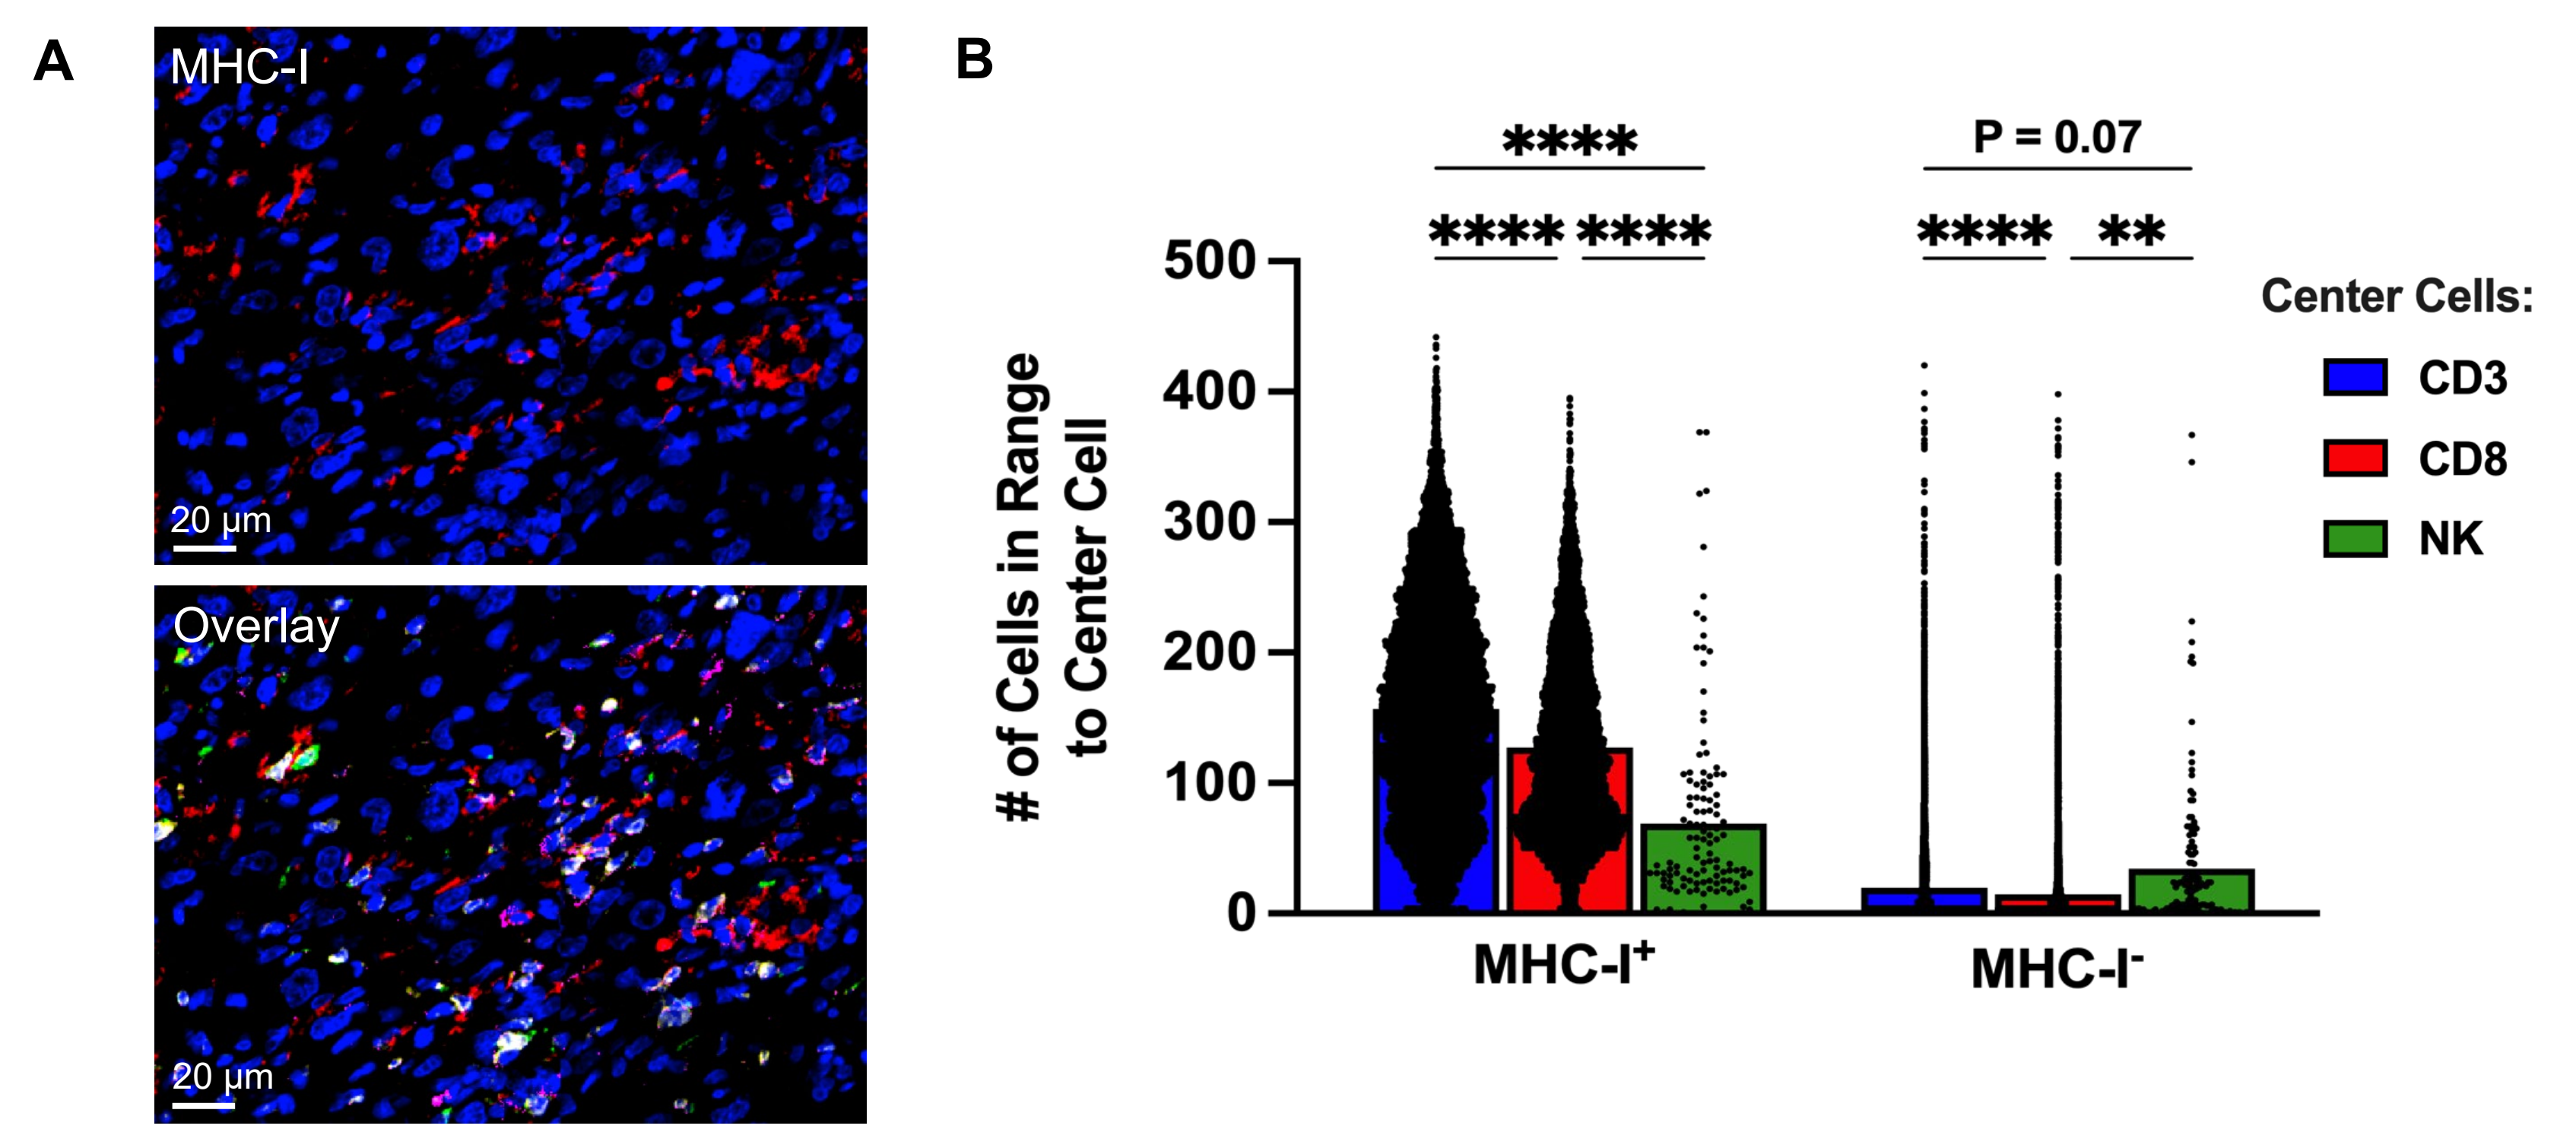 A
MHC-I
20 µm
Overlay
20 µm
B
****
P = 0.07
**** ****
**** **
500
400
300
200
100
0
# of Cells in Range
to Center Cell
MHC-I⁺
MHC-I⁻
Center Cells:
CD3
CD8
NK